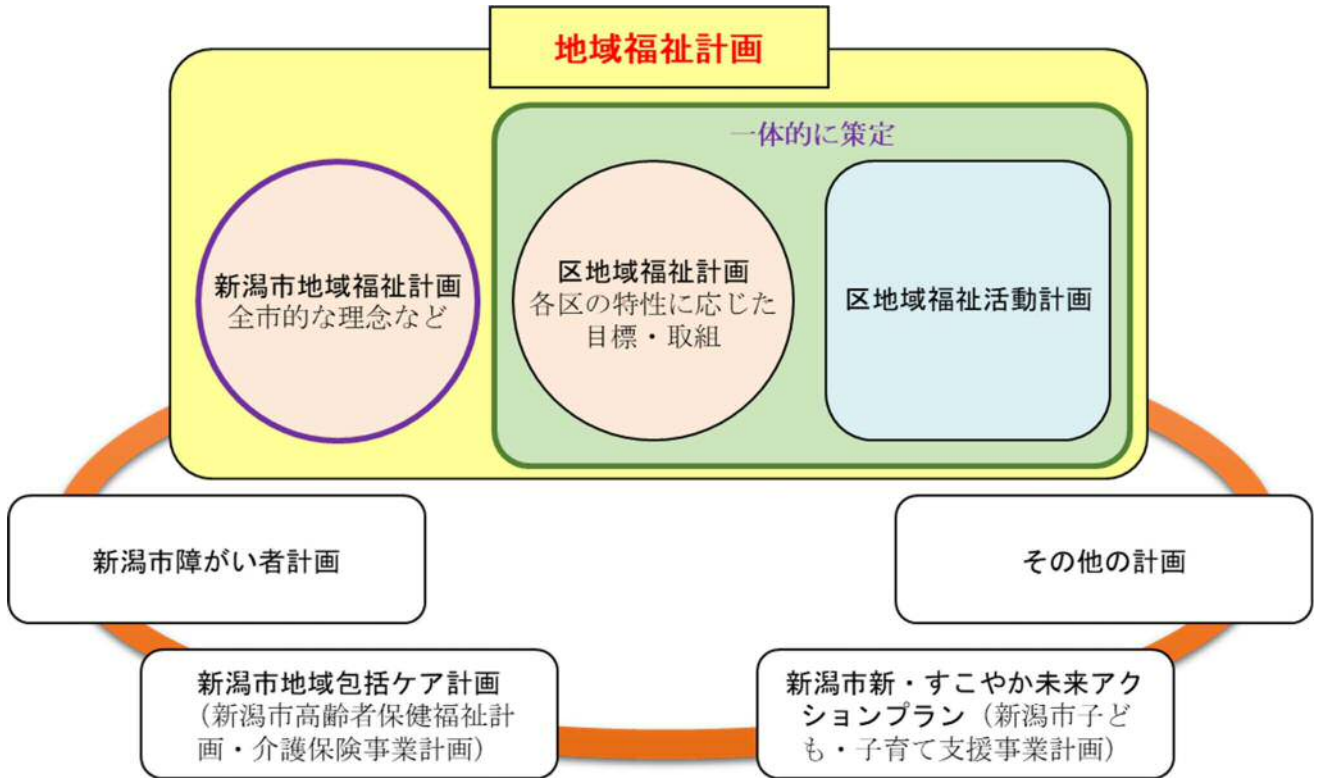 地域福祉計画
一体的に策定
新潟市地域福祉計画
全市的な理念など
区地域福祉計画
各区の特性に応じた
目標・取組
区地域福祉活動計画
新潟市障がい者計画
その他の計画
新潟市地域包括ケア計画
（新潟市高齢者保健福祉計
画・介護保険事業計画）
新潟市新・すこやか未来アク
ションプラン（新潟市子ど
も・子育て支援事業計画）